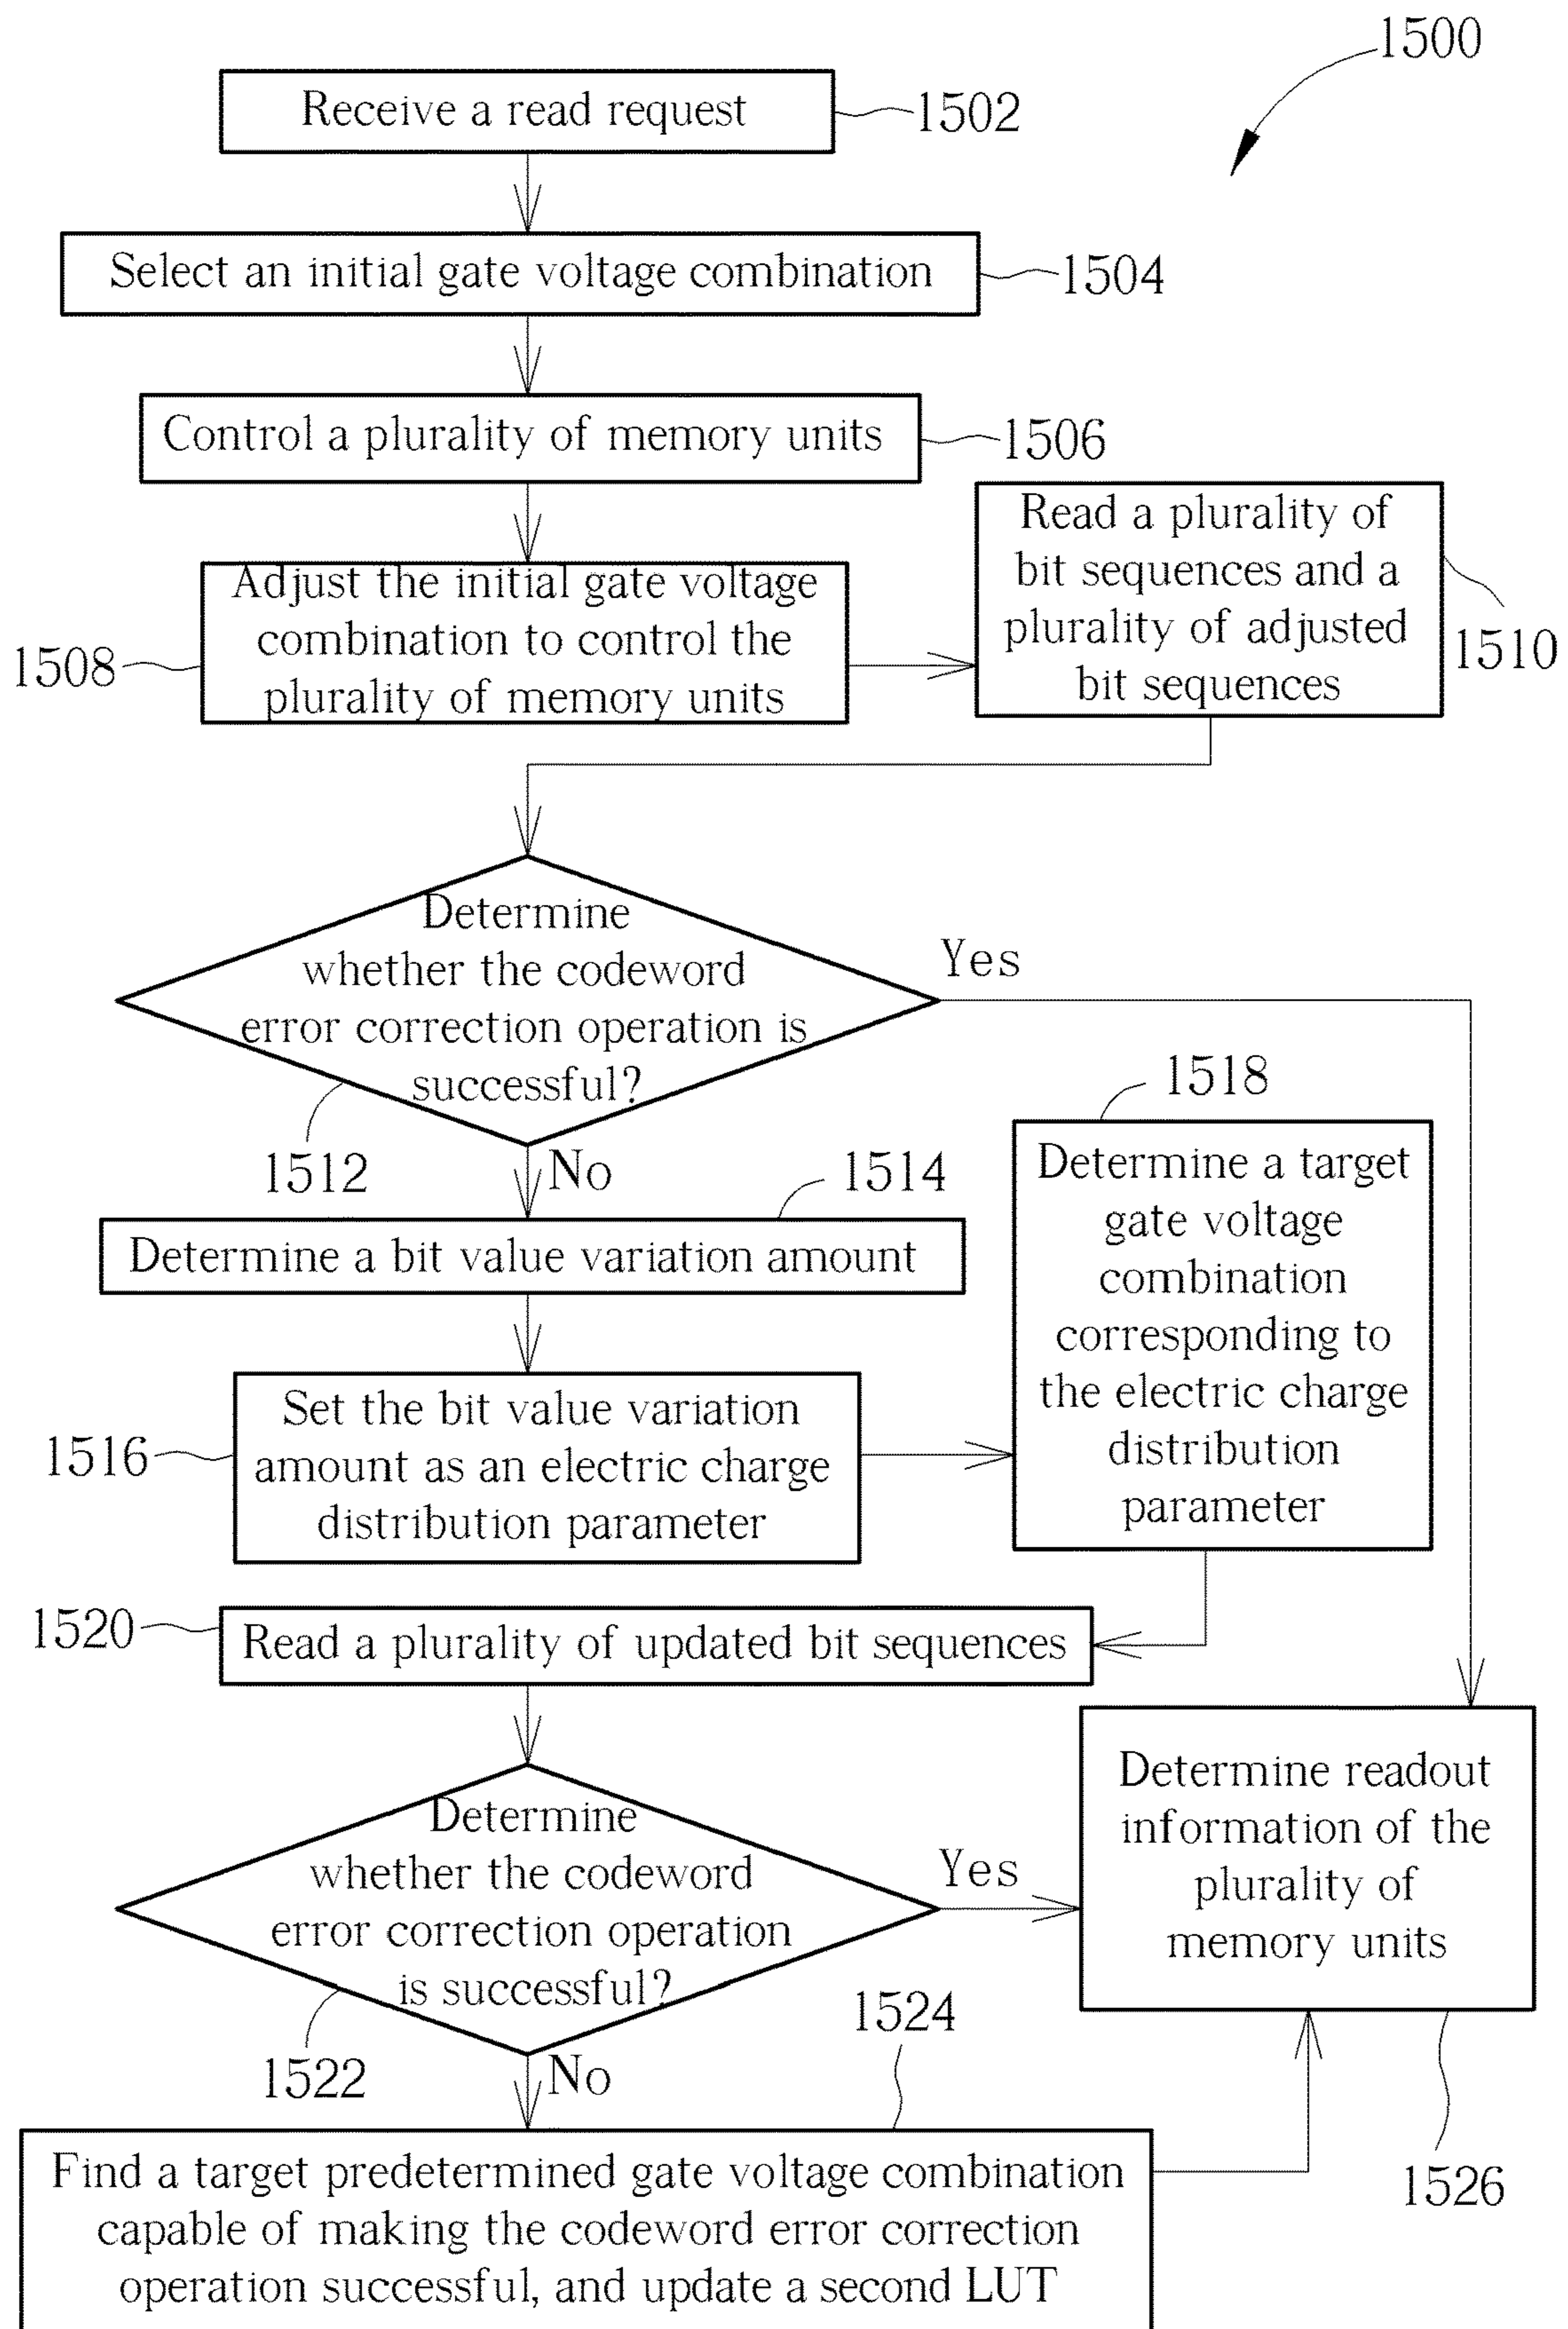 1500
Receive a read request
1502
Select an initial gate voltage combination
1504
Control a plurality of memory units
1506
Adjust the initial gate voltage
combination to control the
plurality of memory units
1508
Read a plurality of
bit sequences and a
plurality of adjusted
bit sequences
1510
Determine
whether the codeword
error correction operation is
successful?
Yes
1512
No
1514
Determine a bit value variation amount
1518
Determine a target
gate voltage
combination
corresponding to
the electric charge
distribution
parameter
Set the bit value variation
amount as an electric charge
distribution parameter
1516
1520
Read a plurality of updated bit sequences
Determine
whether the codeword
error correction operation
is successful?
Yes
1522
No
Determine readout
information of the
plurality of
memory units
1524
1526
Find a target predetermined gate voltage combination
capable of making the codeword error correction
operation successful, and update a second LUT